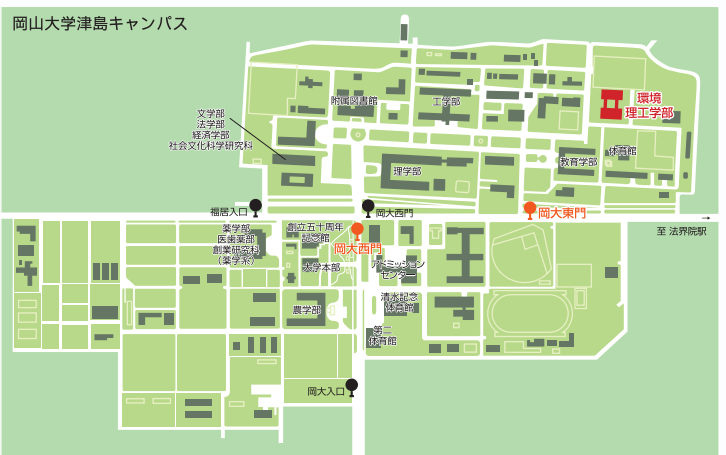 岡山大学津島キャンパス
附属図書館
工学部
環境
理工学部
文学部
法学部
経済学部
社会文化科学研究科
理学部
教育学部
体育館
福居入口
岡大西門
岡大東門
至 法界院駅
→
薬学部
医歯薬部
創業研究科
（薬学系）
創立五十周年
記念館
岡大西門
大学本部
アドミッション
センター
農学部
清水記念
体育館
第二
体育館
岡大入口